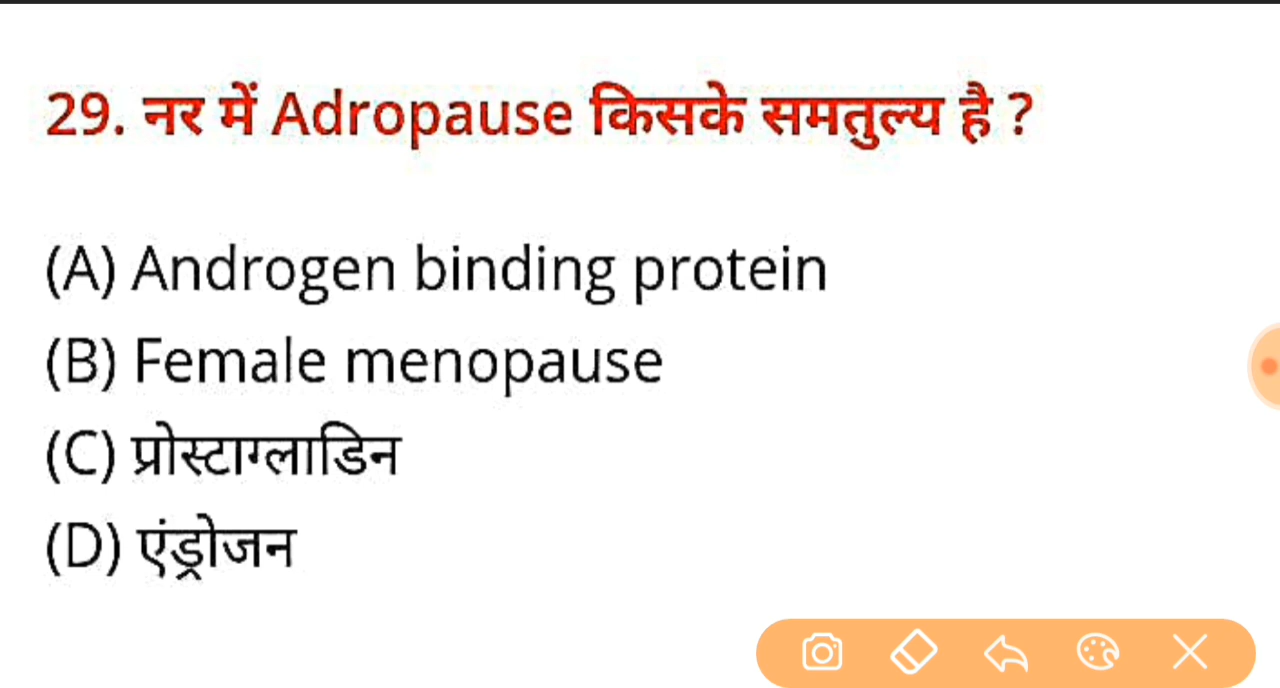 29. नर में Adropause किसके समतुल्य है ?
(A) Androgen binding protein
(B) Female menopause
(C) प्रोस्टाग्लाडिन
(D) एंड्रोजन